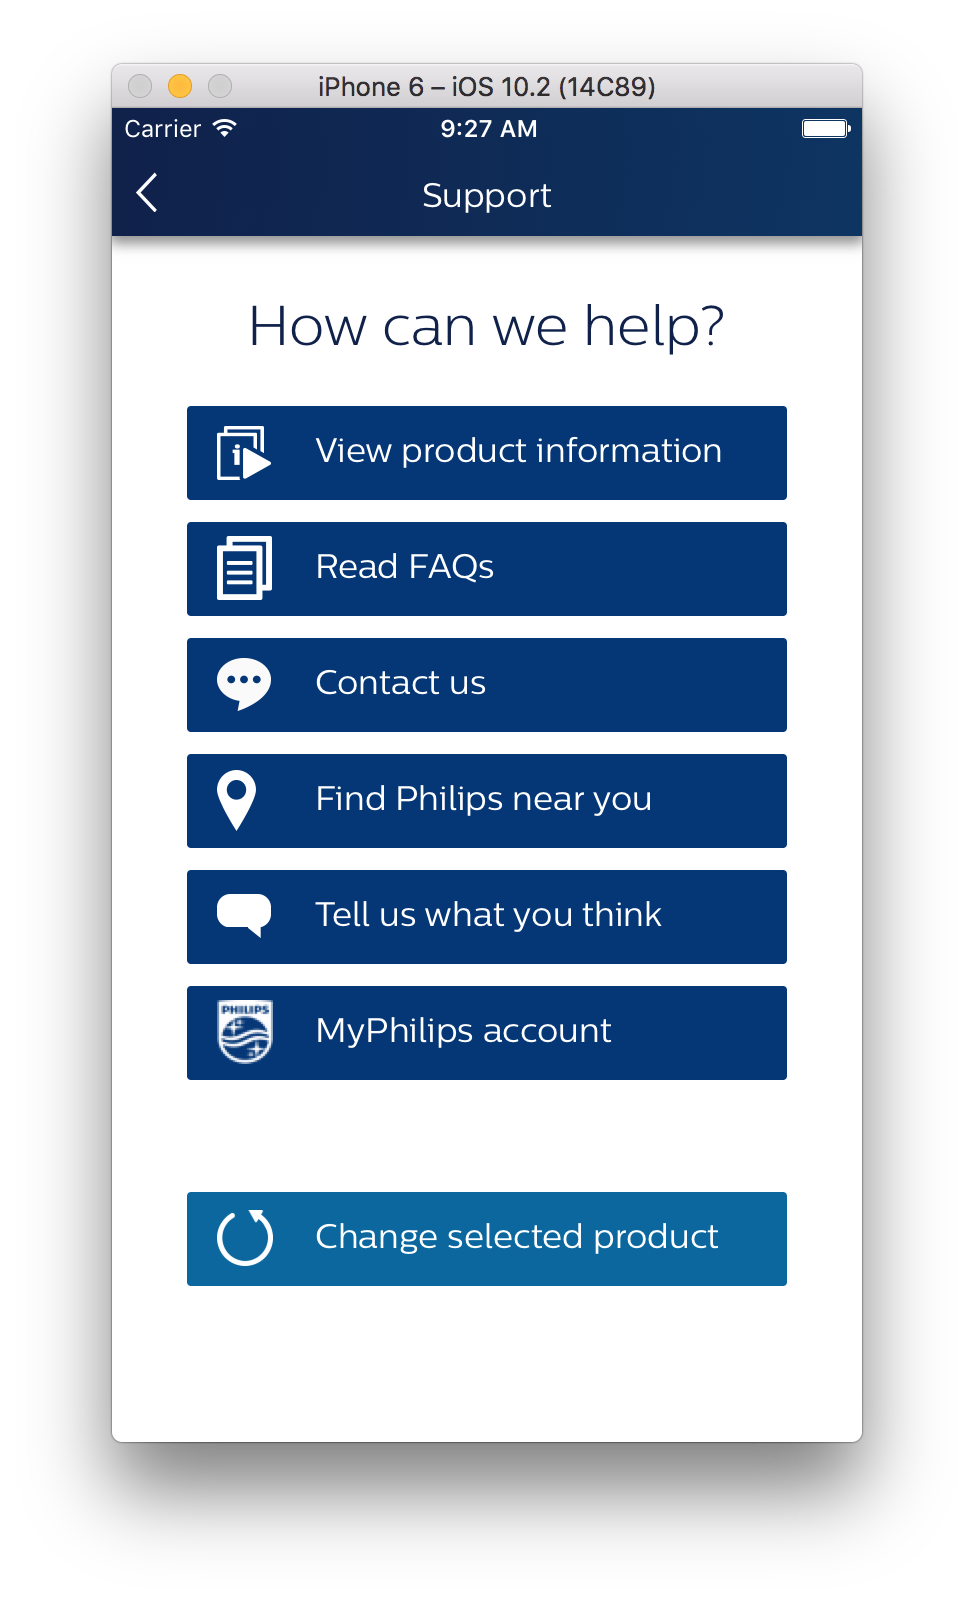 iPhone 6 – iOS 10.2 (14C89)
Carrier 9:27 AM
Support
How can we help?
View product information
Read FAQs
Contact us
Find Philips near you
Tell us what you think
PHILIPS
MyPhilips account
Change selected product